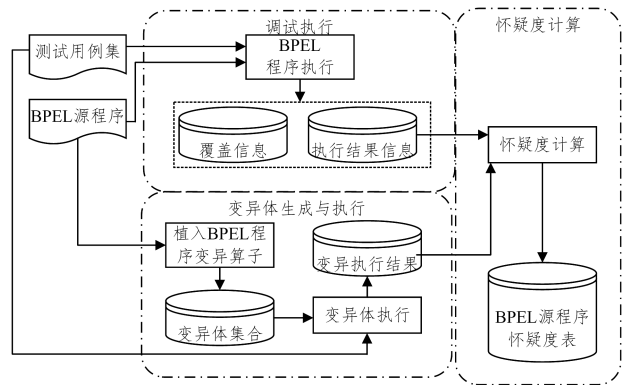 调试执行
怀疑度计算
测试用例集
BPEL
程序执行
BPEL源程序
覆盖信息
执行结果信息
怀疑度计算
变异体生成与执行
植入BPEL程
序变异算子
变异执行结果
变异体集合
变异体执行
BPEL源程序
怀疑度表